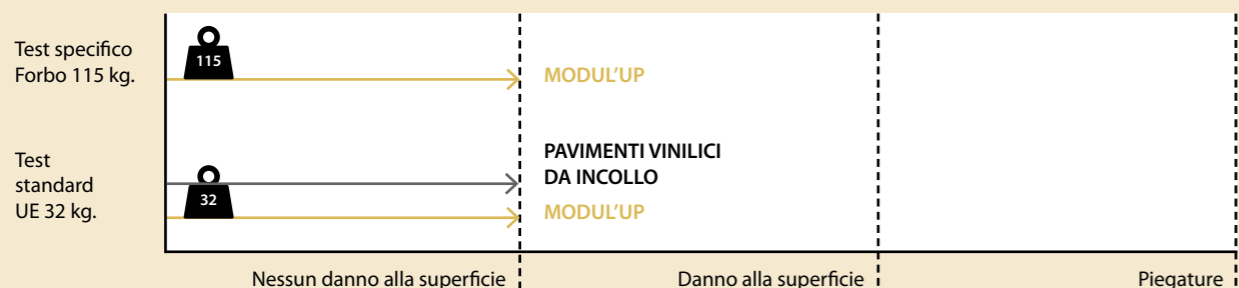 Test specifico
Forbo 115 kg.
115
MODUL'UP
Test
standard
UE 32 kg.
32
PAVIMENTI VINILICI
DA INCOLLO
MODUL'UP
Nessun danno alla superficie
Danno alla superficie
Piegature